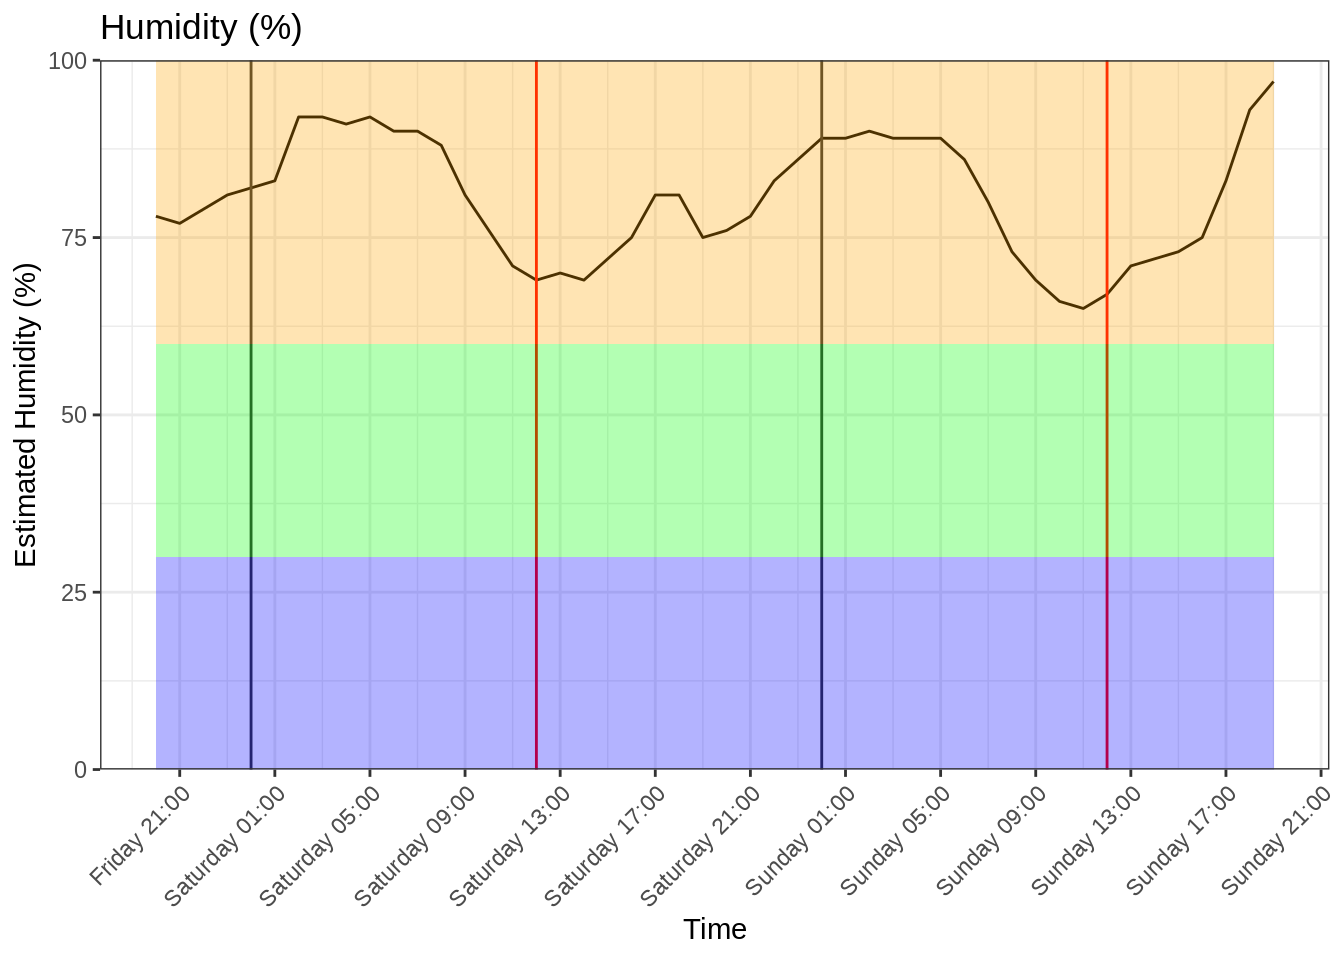 Humidity (%)
100
75
50
25
0
Estimated Humidity (%)
Friday 21:00
Saturday 01:00
Saturday 05:00
Saturday 09:00
Saturday 13:00
Saturday 17:00
Saturday 21:00
Sunday 01:00
Sunday 05:00
Sunday 09:00
Sunday 13:00
Sunday 17:00
Sunday 21:00
Time